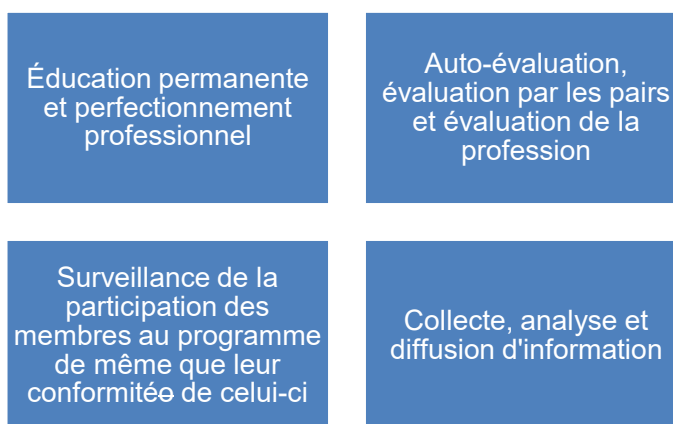 Éducation permanente
et perfectionnement
professionnel
Auto-évaluation,
évaluation par les pairs
et évaluation de la
profession
Surveillance de la
participation des
membres au programme
de même que leur
conformitéo de celui-ci
Collecte, analyse et
diffusion d'information